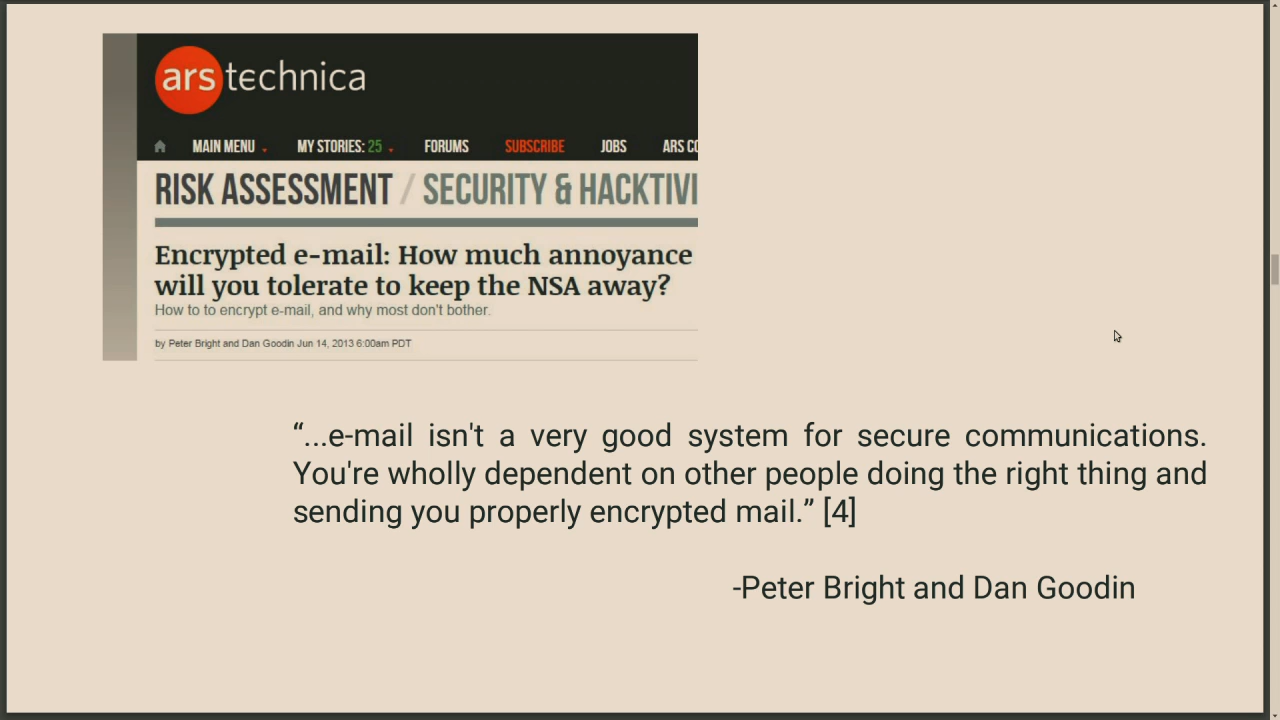 ars technica
MAIN MENU MY STORIES: 25 FORUMS SUBSCRIBE JOBS ARS CO
RISK ASSESSMENT / SECURITY & HACKTIVI
Encrypted e-mail: How much annoyance
will you tolerate to keep the NSA away?
How to to encrypt e-mail, and why most don't bother.
by Peter Bright and Dan Goodin Jun 14, 2013 6:00am PDT
“...e-mail isn't a very good system for secure communications.
You're wholly dependent on other people doing the right thing and
sending you properly encrypted mail.” [4]
-Peter Bright and Dan Goodin